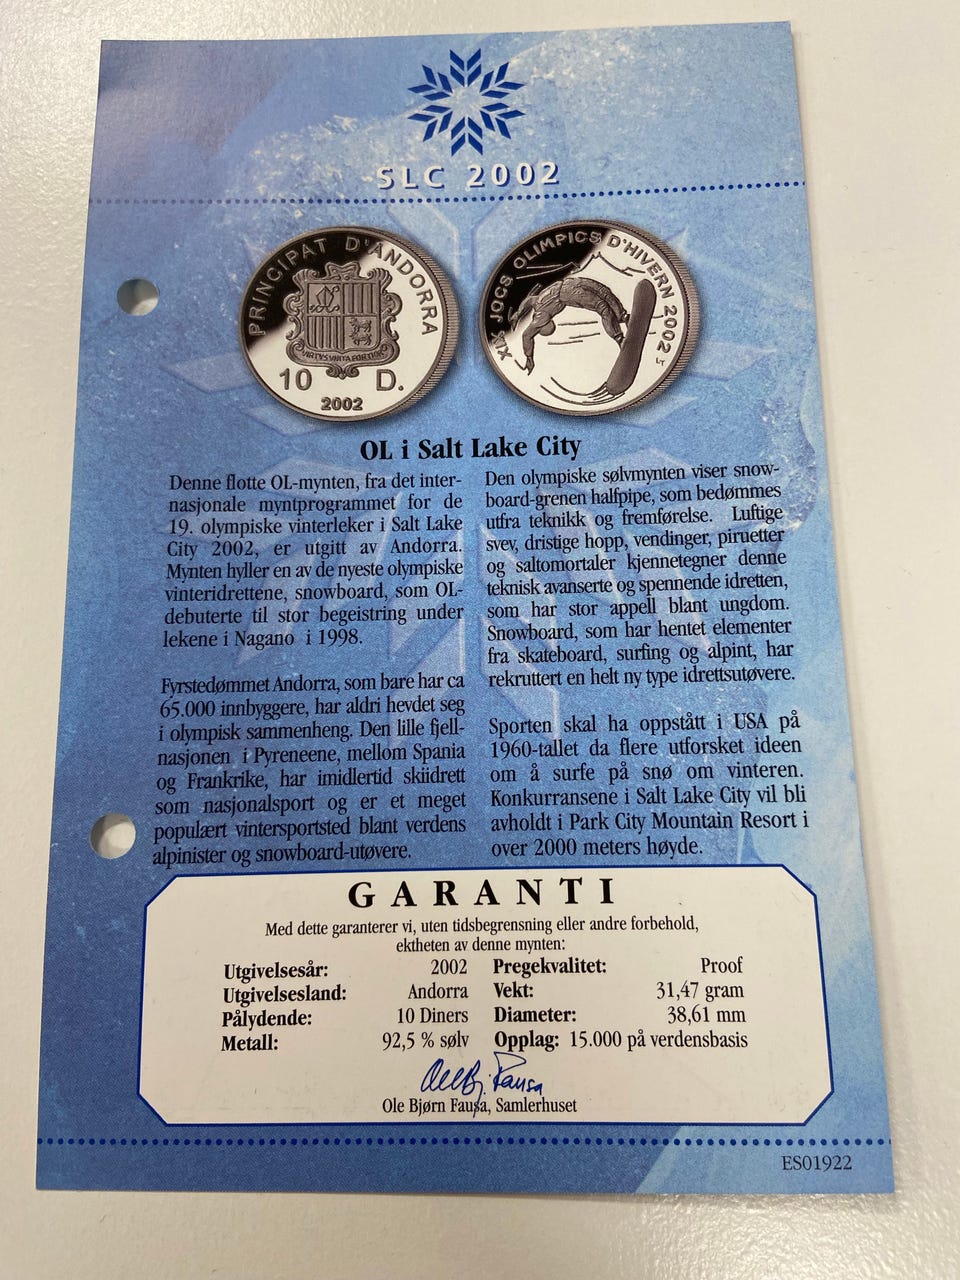 SLC 2002
PRINCIPAT D'ANDORRA
VIRTVS VNITA FORTIOR
10 D.
2002
XIX JOCS OLIMPICS D'HIVERN 2002
OL i Salt Lake City
Denne flotte OL-mynten, fra det inter-
nasjonale myntprogrammet for de
19. olympiske vinterleker i Salt Lake
City 2002, er utgitt av Andorra.
Mynten hyller en av de nyeste olympiske
vinteridrettene, snowboard, som OL-
debuterte til stor begeistring under
lekene i Nagano i 1998.
Fyrstedømmet Andorra, som bare har ca
65.000 innbyggere, har aldri hevdet seg
i olympisk sammenheng. Den lille fjell-
nasjonen i Pyreneene, mellom Spania
og Frankrike, har imidlertid skiidrett
som nasjonalsport og er et meget
populært vintersportsted blant verdens
alpinister og snowboard-utøvere.
Den olympiske sølvmynten viser snow-
board-grenen halfpipe, som bedømmes
utfra teknikk og fremførelse. Luftige
svev, dristige hopp, vendinger, piruetter
og saltomortaler kjennetegner denne
teknisk avanserte og spennende idretten,
som har stor appell blant ungdom.
Snowboard, som har hentet elementer
fra skateboard, surfing og alpint, har
rekruttert en helt ny type idrettsutøvere.
Sporten skal ha oppstått i USA på
1960-tallet da flere utforsket ideen
om å surfe på snø om vinteren.
Konkurransene i Salt Lake City vil bli
avholdt i Park City Mountain Resort i
over 2000 meters høyde.
GARANTI
Med dette garanterer vi, uten tidsbegrensning eller andre forbehold,
ektheten av denne mynten:
Utgivelsesår: 2002 Pregekvalitet: Proof
Utgivelsesland: Andorra Vekt: 31,47 gram
Pålydende: 10 Diners Diameter: 38,61 mm
Metall: 92,5 % sølv Opplag: 15.000 på verdensbasis
Ole Bj. Fausa
Ole Bjørn Fausa, Samlerhuset
ES01922